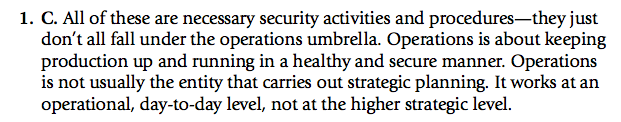 1. C. All of these are necessary security activities and procedures—they just
don't all fall under the operations umbrella. Operations is about keeping
production up and running in a healthy and secure manner. Operations
is not usually the entity that carries out strategic planning. It works at an
operational, day-to-day level, not at the higher strategic level.